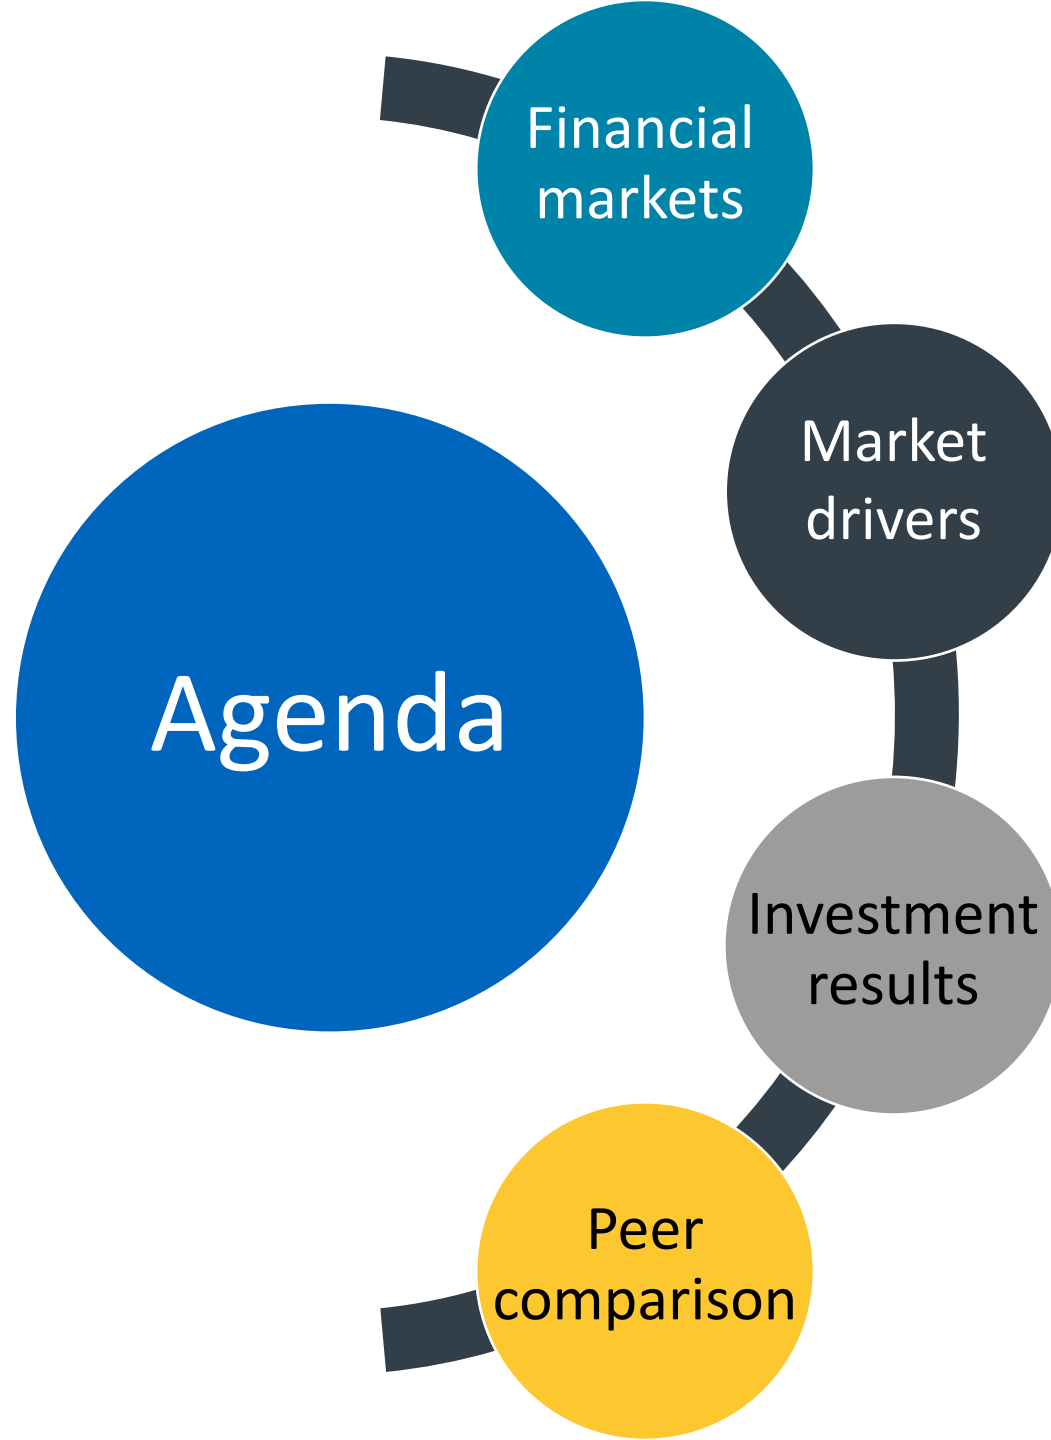 Financial
markets
Market
drivers
Agenda
Investment
results
Peer
comparison